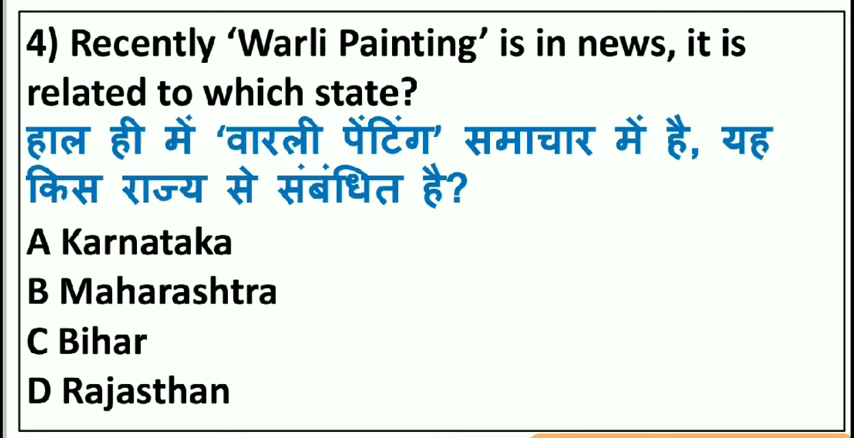 4) Recently ‘Warli Painting’ is in news, it is
related to which state?
हाल ही में ‘वारली पेंटिंग’ समाचार में है, यह
किस राज्य से संबंधित है?
A Karnataka
B Maharashtra
C Bihar
D Rajasthan